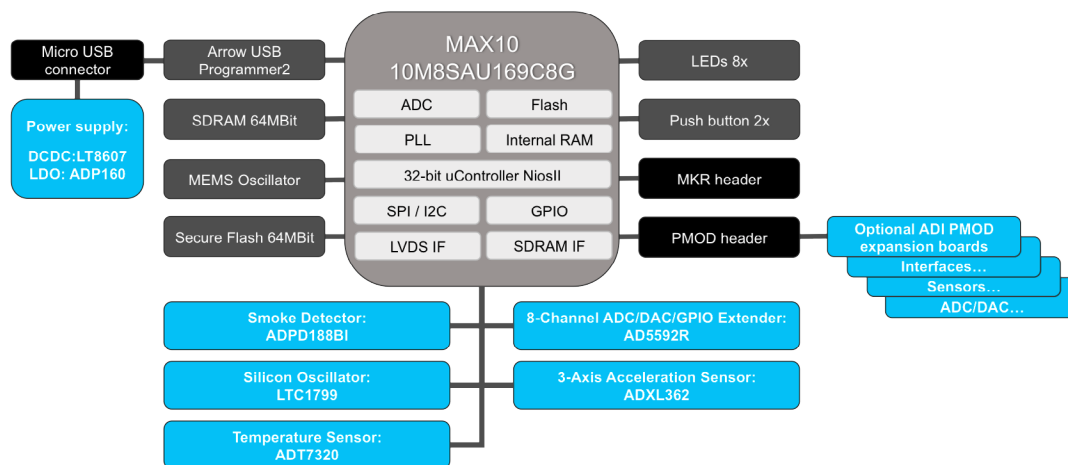 MAX10
10M8SAU169C8G
ADC
Flash
PLL
Internal RAM
32-bit uController NiosII
SPI / I2C
GPIO
LVDS IF
SDRAM IF
Micro USB
connector
Arrow USB
Programmer2
Power supply:
DCDC:LT8607
LDO: ADP160
SDRAM 64MBit
MEMS Oscillator
Secure Flash 64MBit
LEDs 8x
Push button 2x
MKR header
PMOD header
Optional ADI PMOD
expansion boards
Interfaces…
Sensors…
ADC/DAC…
Smoke Detector:
ADPD188BI
8-Channel ADC/DAC/GPIO Extender:
AD5592R
Silicon Oscillator:
LTC1799
3-Axis Acceleration Sensor:
ADXL362
Temperature Sensor:
ADT7320